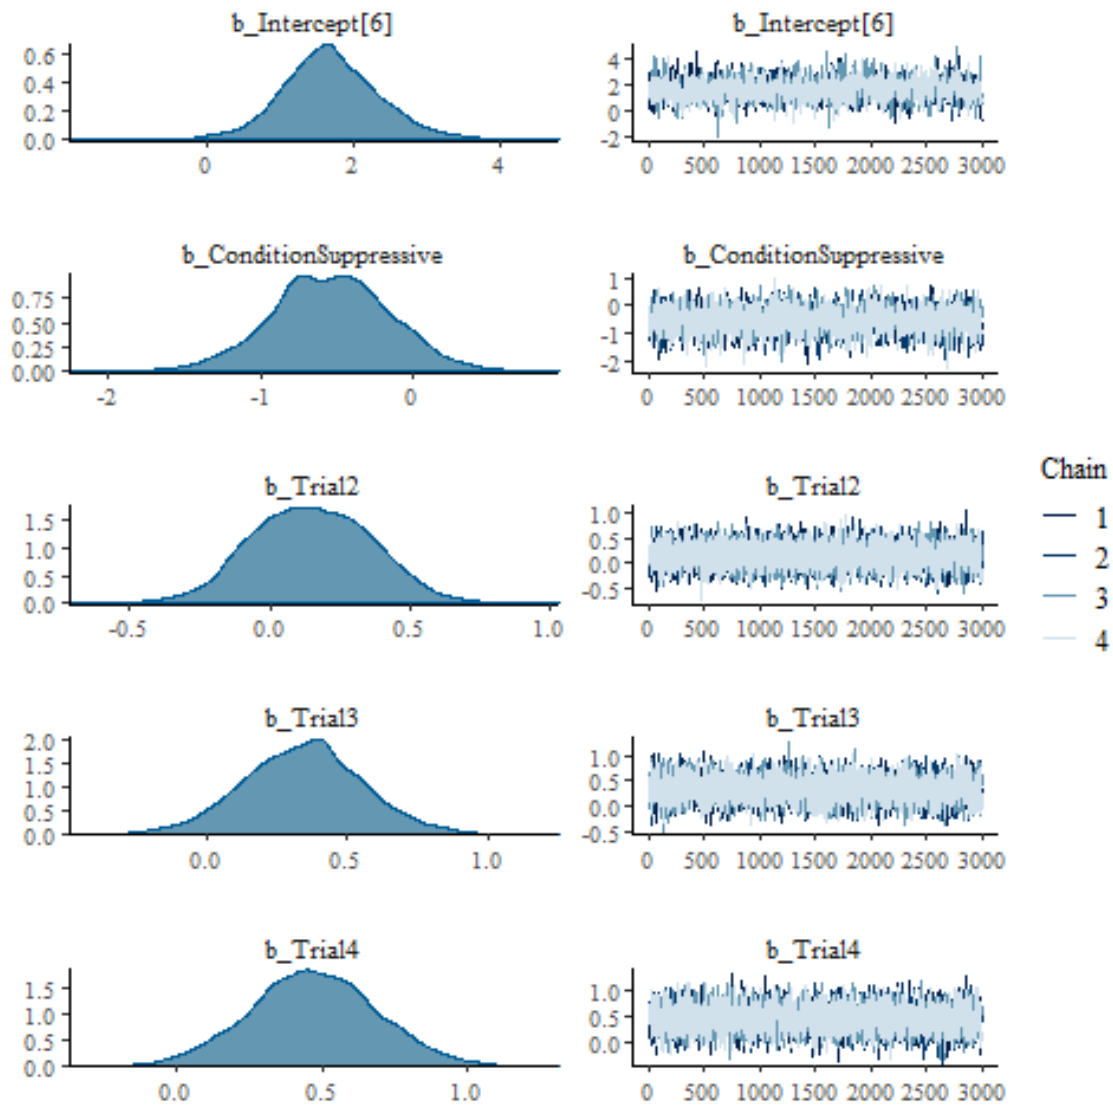 b_Intercept[6] b_Intercept[6]
0.6
0.4
0.2
0.0
0 2 4
4
2
0
-2
0 500 1000 1500 2000 2500 3000
b_ConditionSuppressive b_ConditionSuppressive
0.75
0.50
0.25
0.00
-2 -1 0
1
0
-1
-2
0 500 1000 1500 2000 2500 3000
b_Trial2 b_Trial2
1.5
1.0
0.5
0.0
-0.5 0.0 0.5 1.0
1.0
0.5
0.0
-0.5
0 500 1000 1500 2000 2500 3000
Chain
1
2
3
4
b_Trial3 b_Trial3
2.0
1.5
1.0
0.5
0.0
0.0 0.5 1.0
1.0
0.5
0.0
-0.5
0 500 1000 1500 2000 2500 3000
b_Trial4 b_Trial4
1.5
1.0
0.5
0.0
0.0 0.5 1.0
1.0
0.5
0.0
0 500 1000 1500 2000 2500 3000